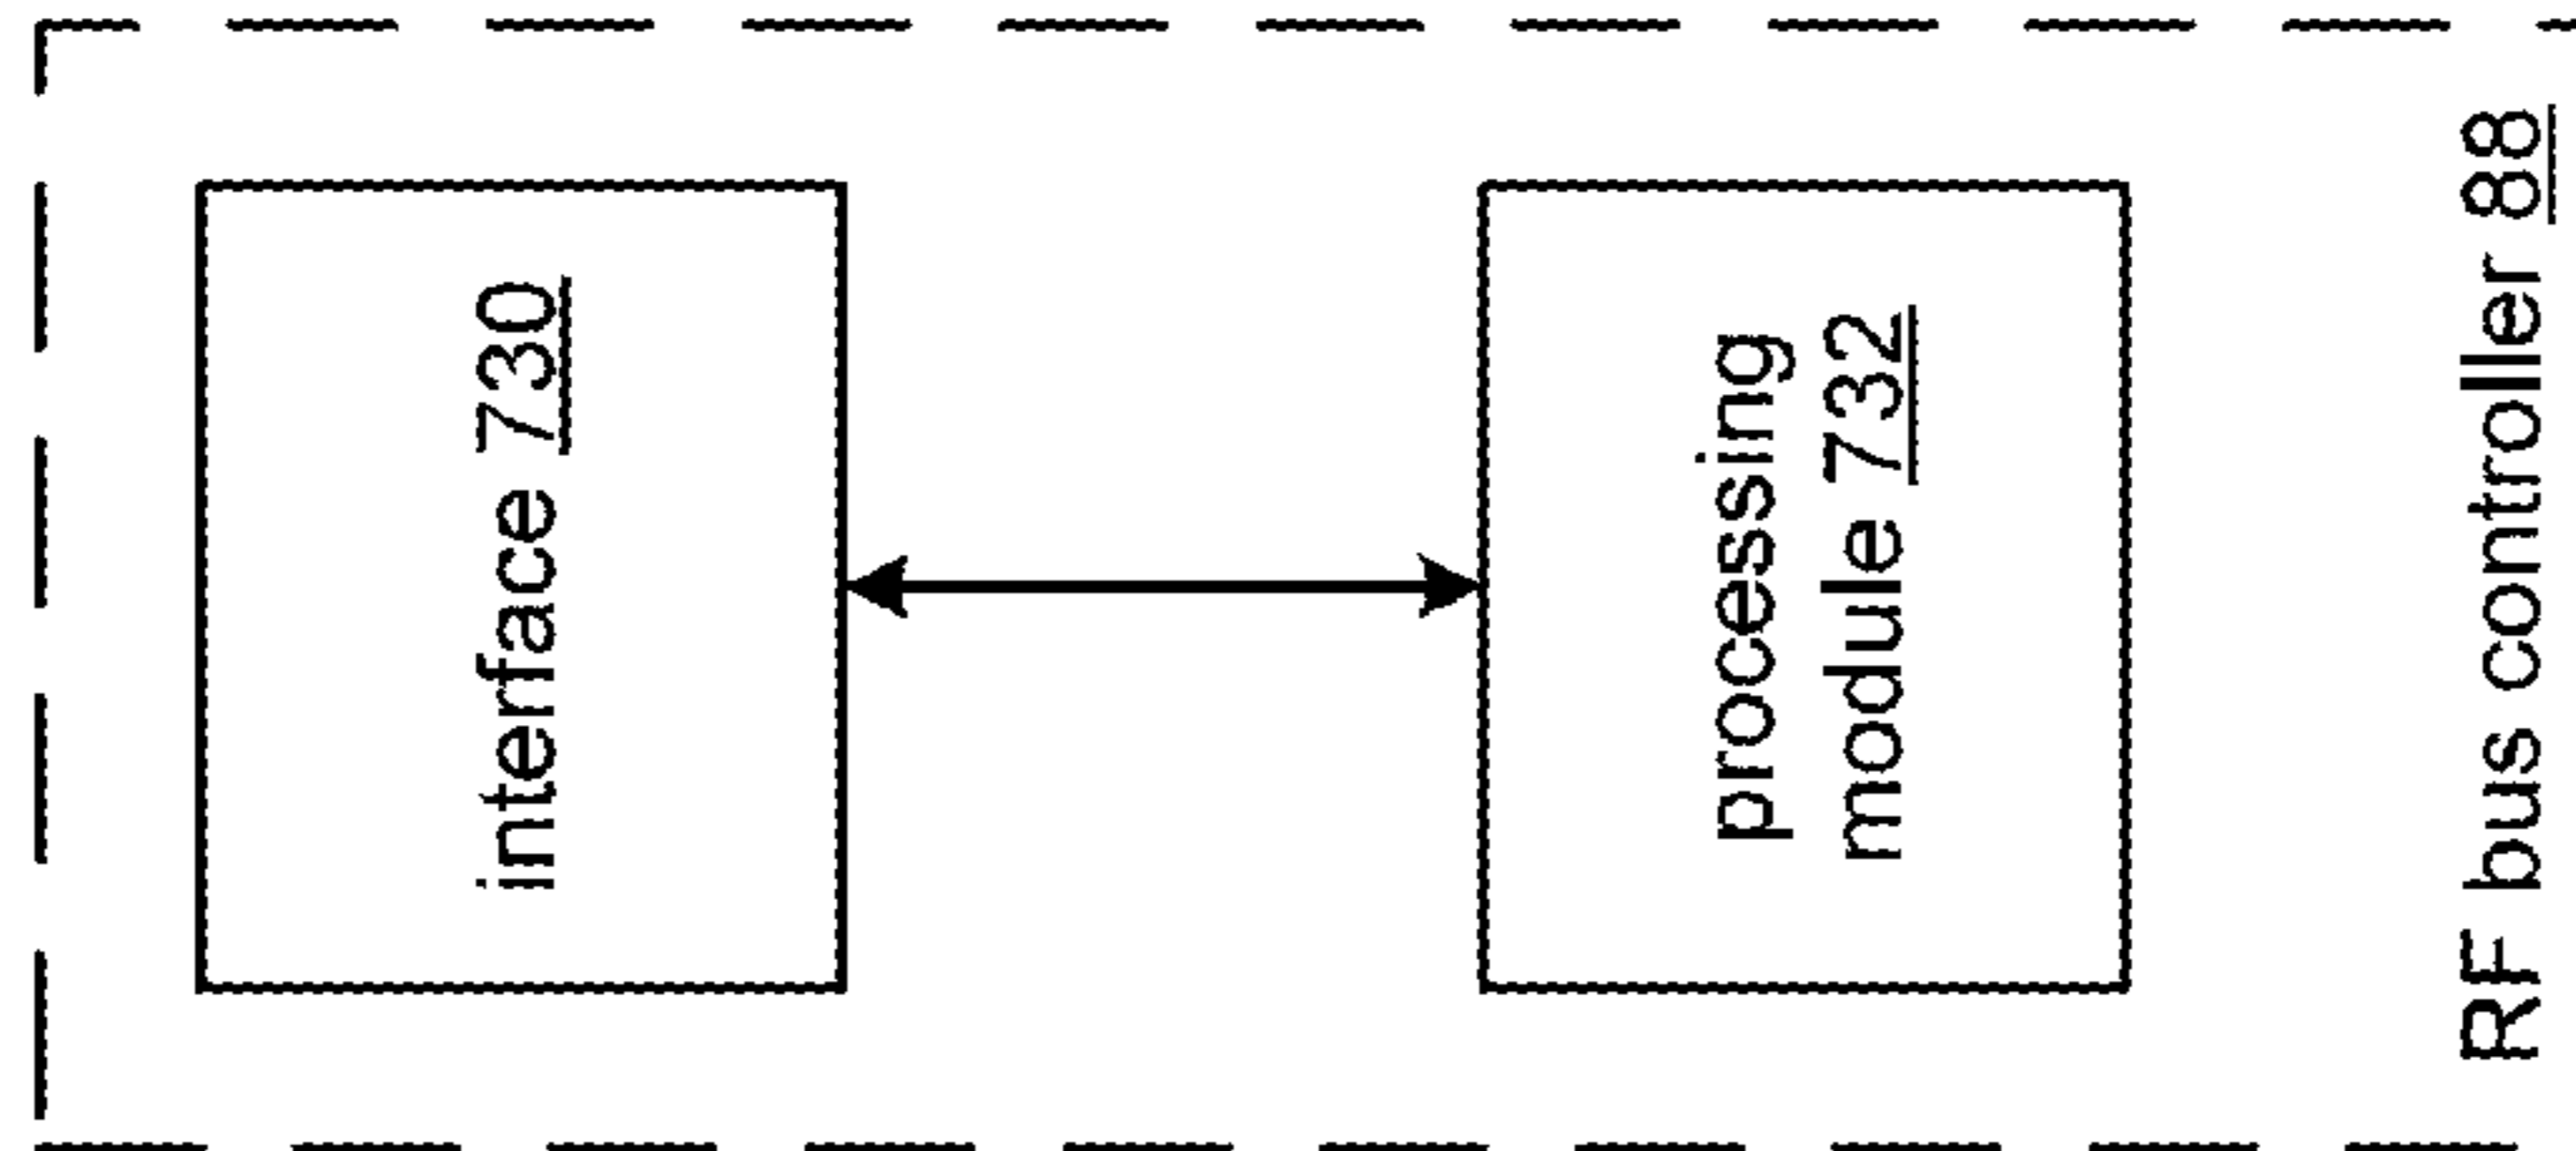 interface 730
processing
module 732
RF bus controller 88